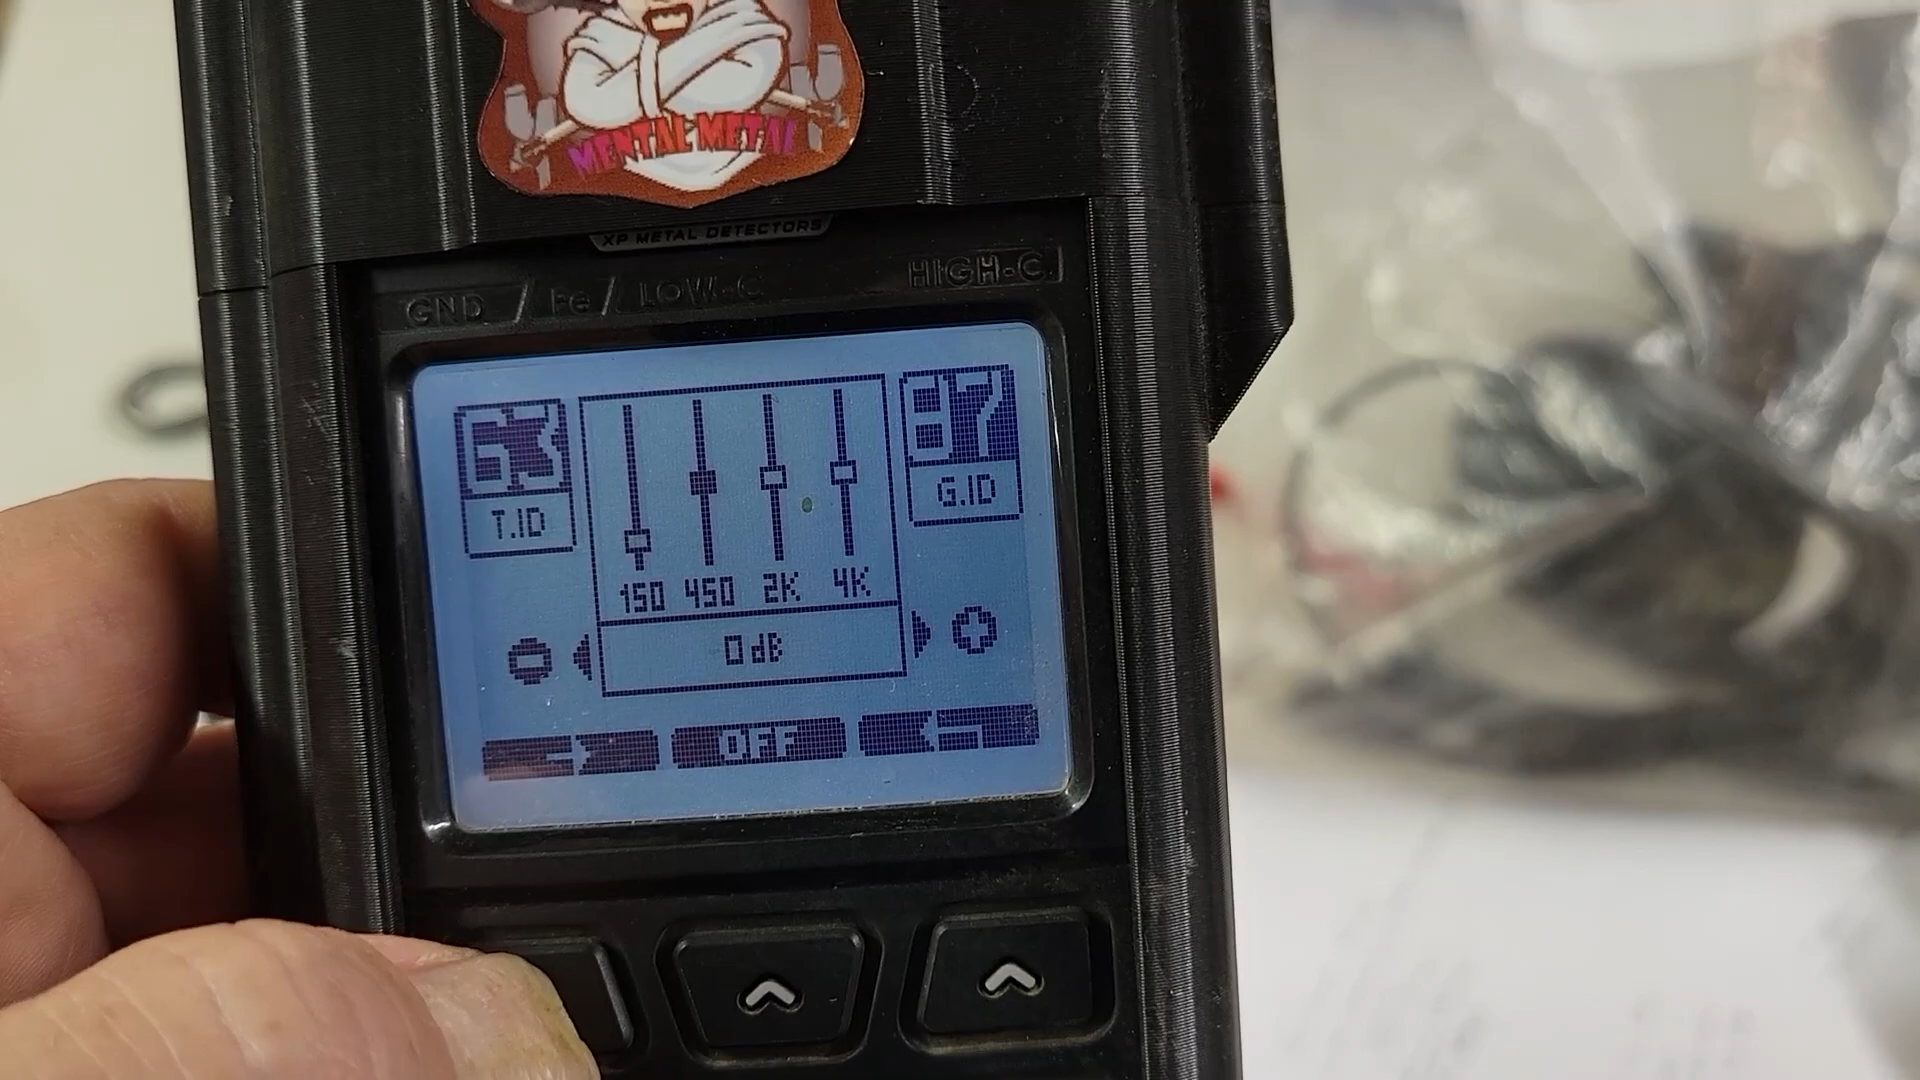 MENTAL METAL
XP METAL DETECTORS
GND / Fe / LOW-C HIGH-C
63
T.ID
87
G.ID
150 450 2K 4K
0dB
OFF